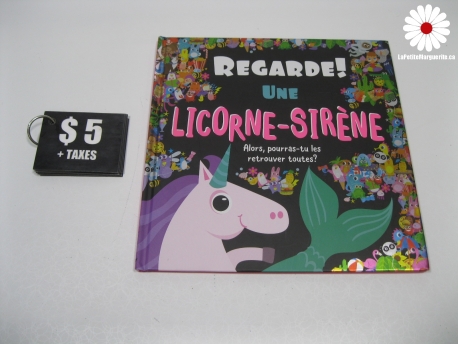 LaPetiteMarguerite.ca
$5
+ TAXES
REGARDE!
UNE
LICORNE-SIRÈNE
Alors, pourras-tu les
retrouver toutes?